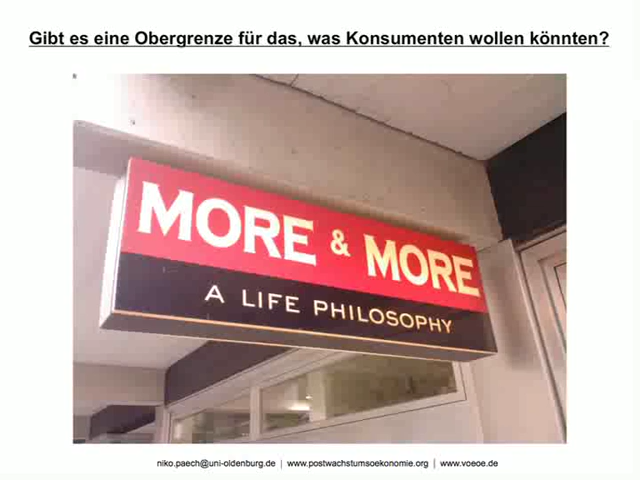 Gibt es eine Obergrenze für das, was Konsumenten wollen könnten?
MORE & MORE
A LIFE PHILOSOPHY
niko.paech@uni-oldenburg.de | www.postwachstumsoekonomie.org | www.voeoe.de